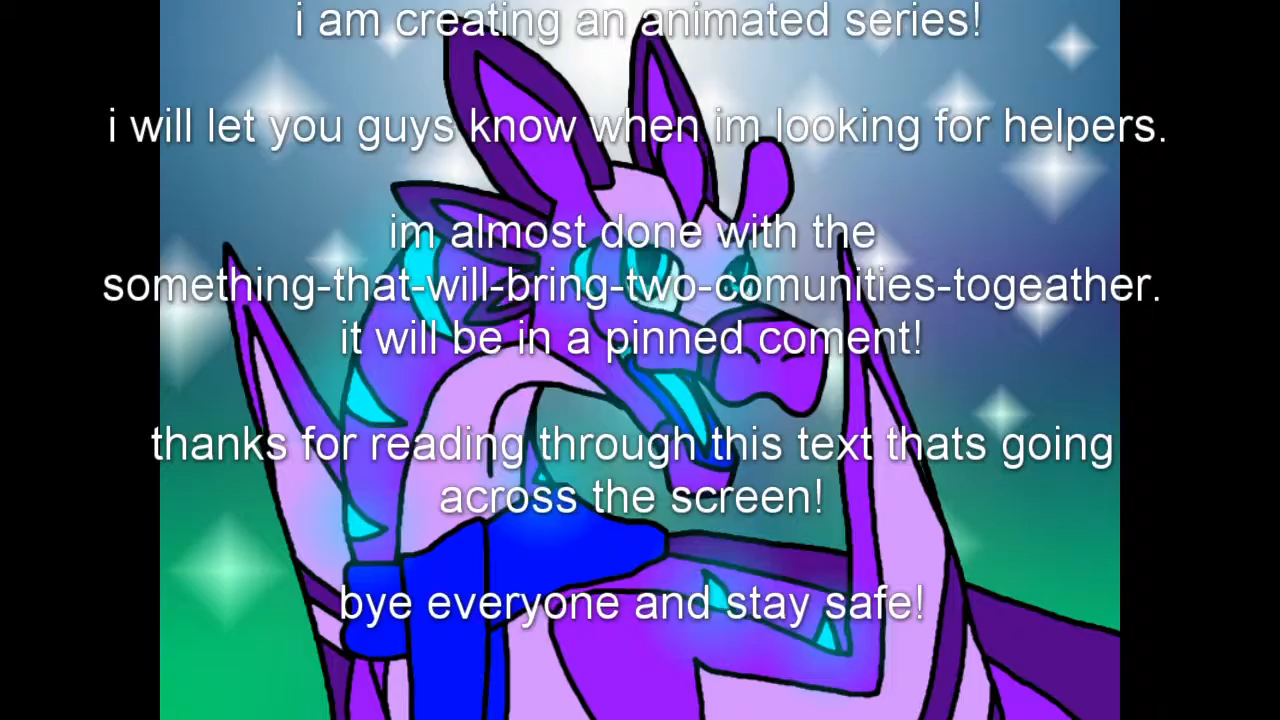 i am creating an animated series!
i will let you guys know when im looking for helpers.
im almost done with the
something-that-will-bring-two-comunities-togeather.
it will be in a pinned coment!
thanks for reading through this text thats going
across the screen!
bye everyone and stay safe!